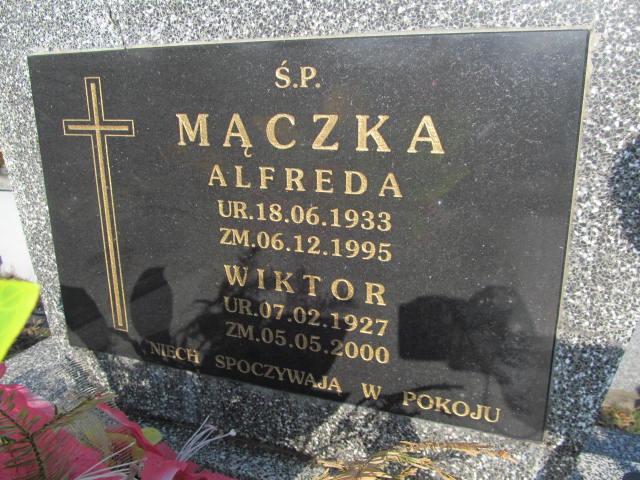 Ś.P.
MĄCZKA
ALFREDA
UR.18.06.1933
ZM.06.12.1995
WIKTOR
UR.07.02.1927
ZM.05.05.2000
NIECH SPOCZYWAJĄ W POKOJU